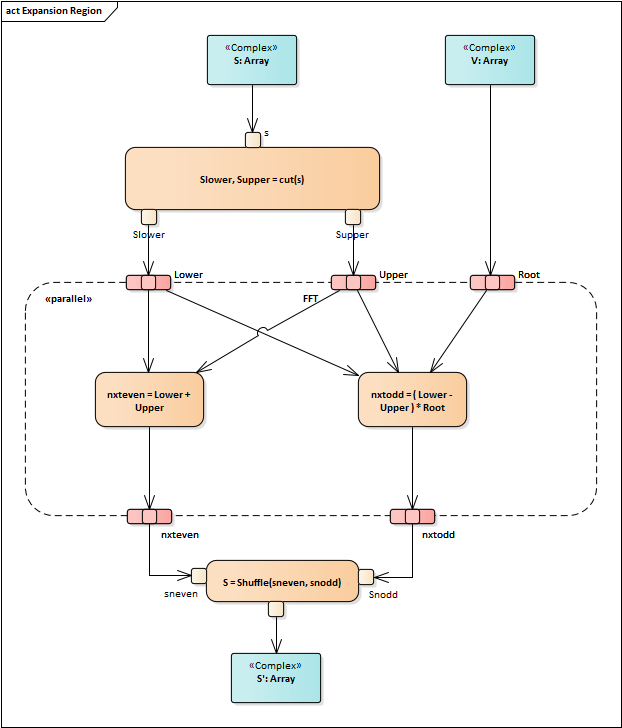 act Expansion Region
«Complex»
S: Array
«Complex»
V: Array
s
Slower, Supper = cut(s)
Slower
Supper
Lower
Upper
Root
«parallel»
FFT
nxteven = Lower +
Upper
nxtodd = ( Lower -
Upper ) * Root
nxteven
nxtodd
S = Shuffle(sneven, snodd)
sneven
Snodd
«Complex»
S': Array